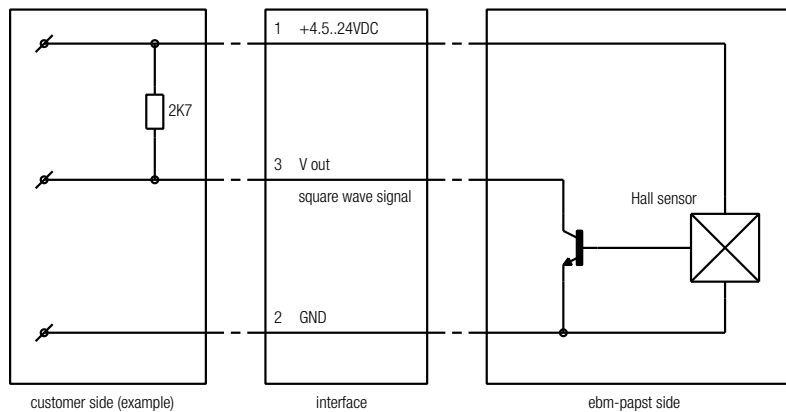 1 +4.5..24VDC
2K7
3 V out
square wave signal
Hall sensor
2 GND
customer side (example)
interface
ebm-papst side